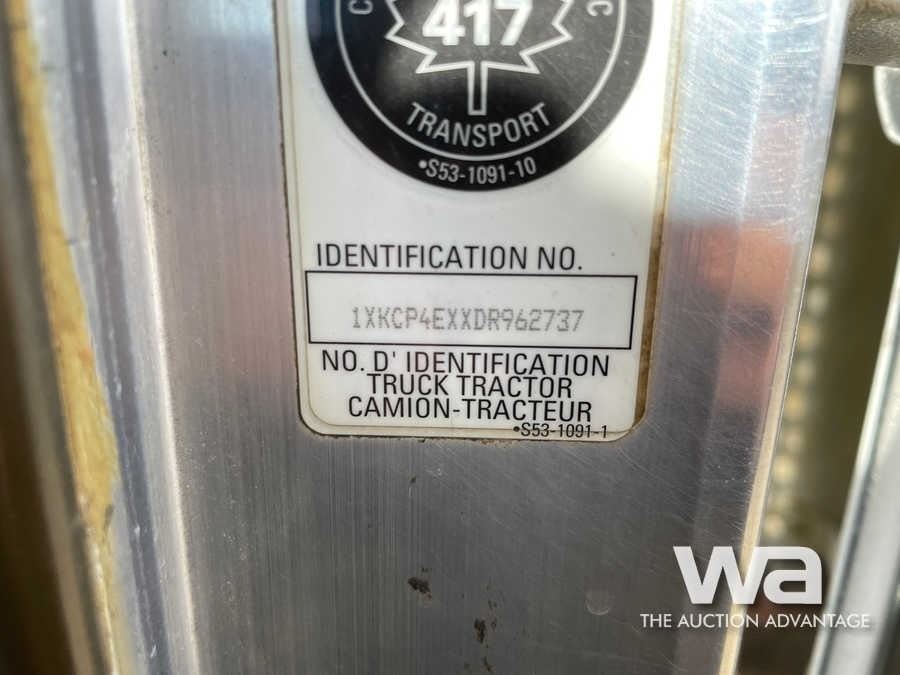 417
TRANSPORT
•S53-1091-10
IDENTIFICATION NO.
1XKCP4EXXDR962737
NO. D' IDENTIFICATION
TRUCK TRACTOR
CAMION-TRACTEUR
•S53-1091-1
wa
THE AUCTION ADVANTAGE